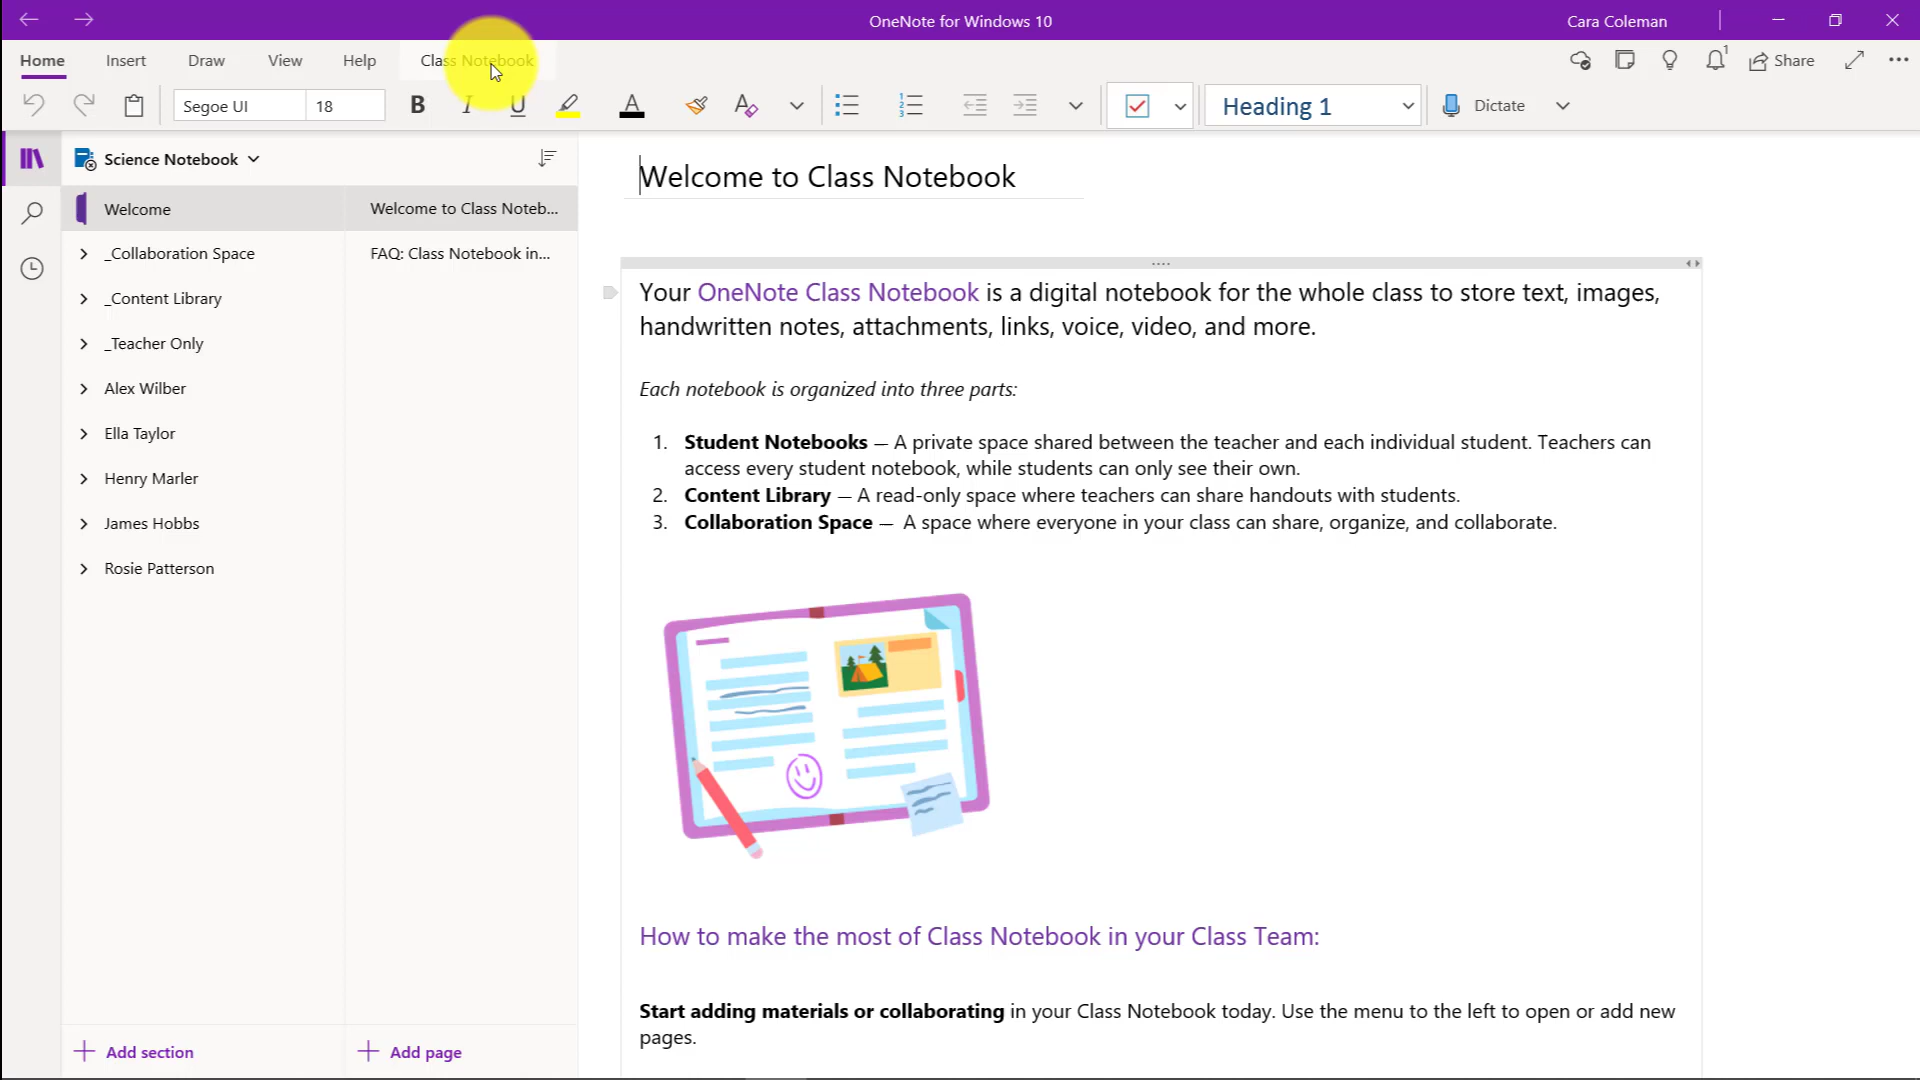 OneNote for Windows 10
Cara Coleman
Home Insert Draw View Help Class Notebook
1 Share
Segoe UI 18 B I U A A Heading 1 Dictate
Science Notebook
Welcome
_Collaboration Space
_Content Library
_Teacher Only
Alex Wilber
Ella Taylor
Henry Marler
James Hobbs
Rosie Patterson
Add section
Welcome to Class Noteb...
FAQ: Class Notebook in...
Add page
Welcome to Class Notebook
Your OneNote Class Notebook is a digital notebook for the whole class to store text, images,
handwritten notes, attachments, links, voice, video, and more.
Each notebook is organized into three parts:
1. Student Notebooks — A private space shared between the teacher and each individual student. Teachers can
access every student notebook, while students can only see their own.
2. Content Library — A read-only space where teachers can share handouts with students.
3. Collaboration Space — A space where everyone in your class can share, organize, and collaborate.
How to make the most of Class Notebook in your Class Team:
Start adding materials or collaborating in your Class Notebook today. Use the menu to the left to open or add new
pages.